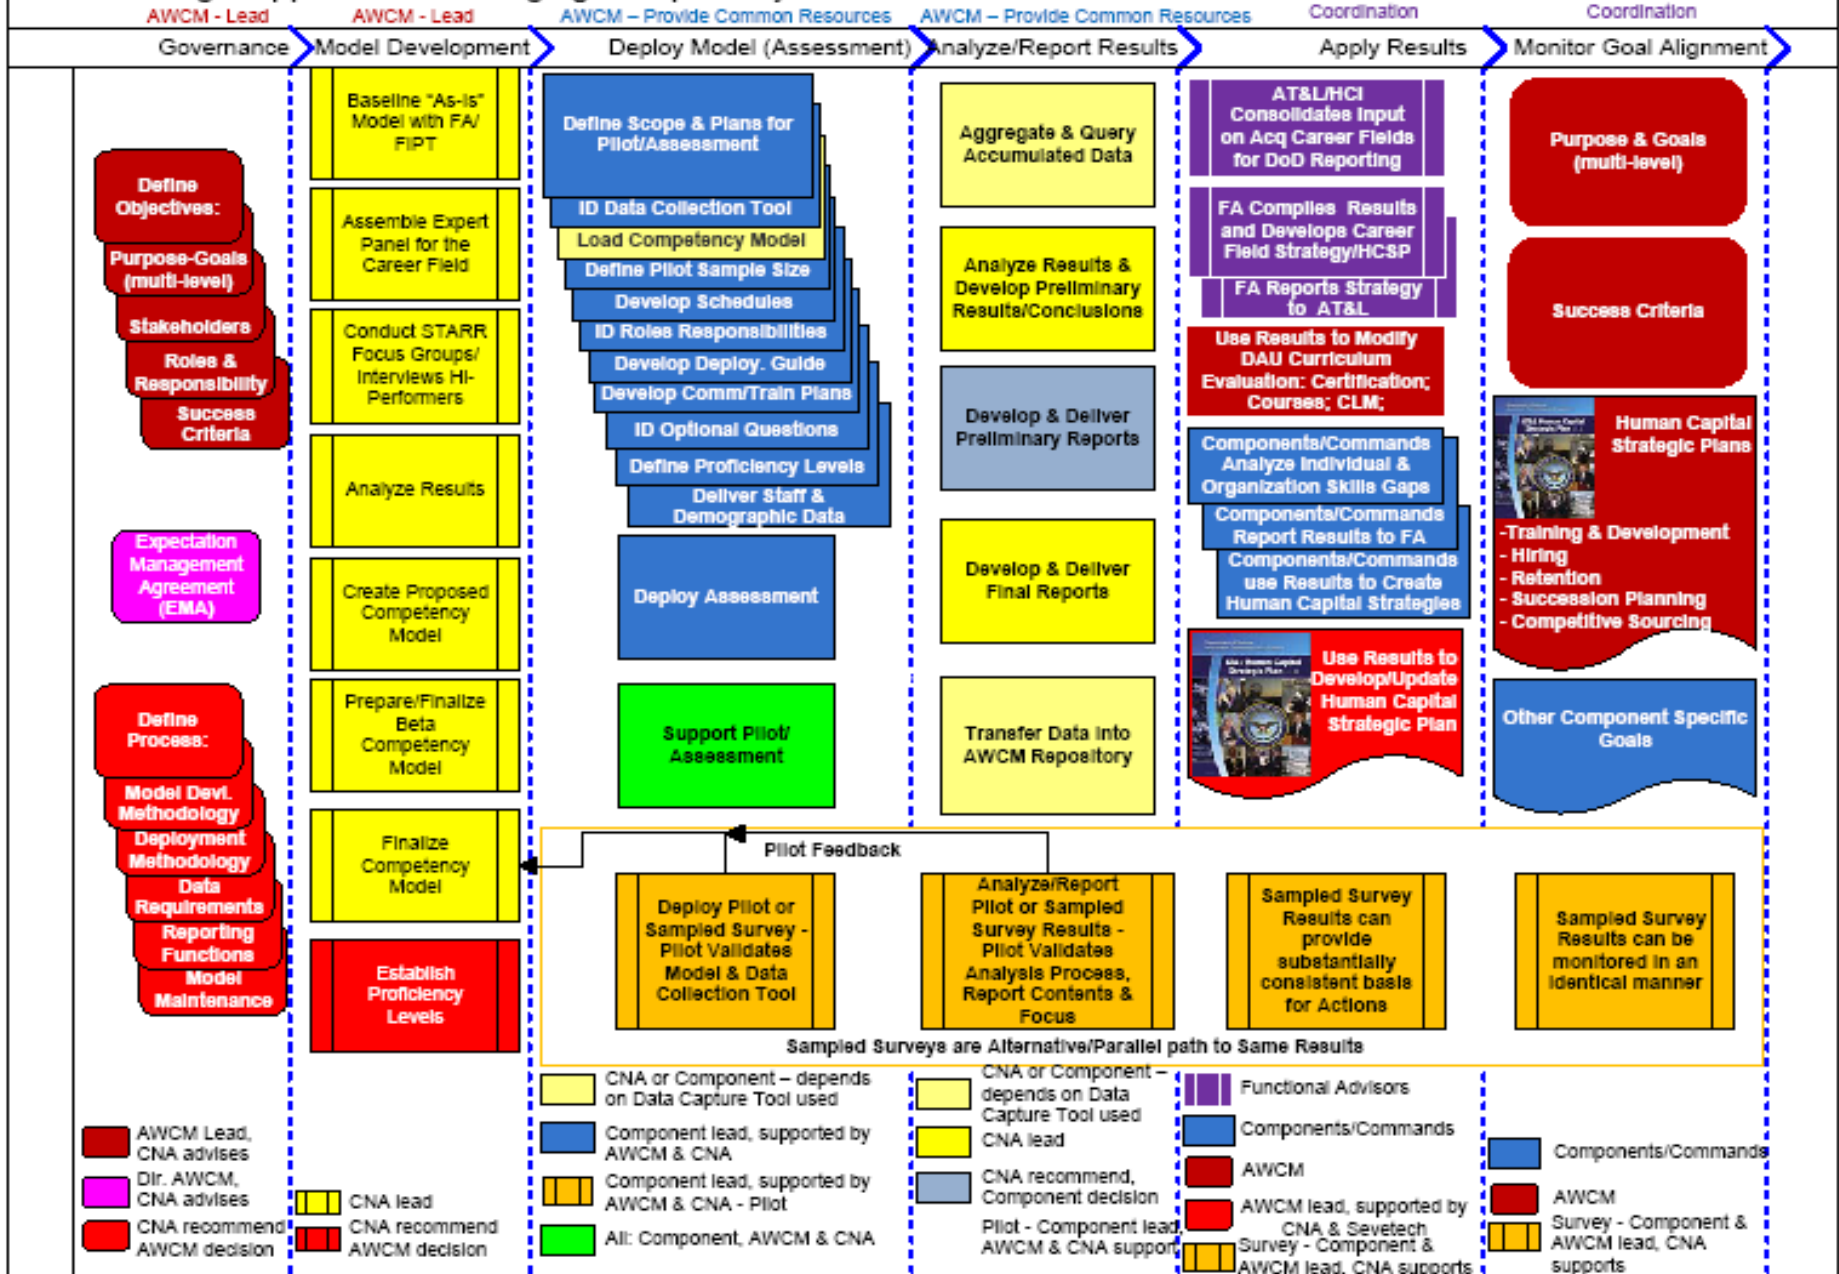 AWCM - Lead
AWCM - Lead
AWCM – Provide Common Resources
AWCM – Provide Common Resources
Coordination
Coordination
Governance
Model Development
Deploy Model (Assessment)
Analyze/Report Results
Apply Results
Monitor Goal Alignment
Define
Objectives:
Purpose-Goals
(multi-level)
Stakeholders
Roles &
Responsibility
Success
Criteria
Expectation
Management
Agreement
(EMA)
Define
Process:
Model Devl.
Methodology
Deployment
Methodology
Data
Requirements
Reporting
Functions
Model
Maintenance
AWCM Lead,
CNA advises
Dir. AWCM,
CNA advises
CNA recommend
AWCM decision
Baseline "As-Is"
Model with FA/
FIPT
Assemble Expert
Panel for the
Career Field
Conduct STARR
Focus Groups/
Interviews Hi-
Performers
Analyze Results
Create Proposed
Competency
Model
Prepare/Finalize
Beta
Competency
Model
Finalize
Competency
Model
Establish
Proficiency
Levels
CNA lead
CNA recommend
AWCM decision
Define Scope & Plans for
Pilot/Assessment
ID Data Collection Tool
Load Competency Model
Define Pilot Sample Size
Develop Schedules
ID Roles Responsibilities
Develop Deploy. Guide
Develop Comm/Train Plans
ID Optional Questions
Define Proficiency Levels
Deliver Staff &
Demographic Data
Deploy Assessment
Support Pilot/
Assessment
Pilot Feedback
Deploy Pilot or
Sampled Survey -
Pilot Validates
Model & Data
Collection Tool
Sampled Surveys are Alternative/Parallel path to Same Results
CNA or Component – depends
on Data Capture Tool used
Component lead, supported by
AWCM & CNA
Component lead, supported by
AWCM & CNA - Pilot
All: Component, AWCM & CNA
Aggregate & Query
Accumulated Data
Analyze Results &
Develop Preliminary
Results/Conclusions
Develop & Deliver
Preliminary Reports
Develop & Deliver
Final Reports
Transfer Data into
AWCM Repository
Analyze/Report
Pilot or Sampled
Survey Results -
Pilot Validates
Analysis Process,
Report Contents &
Focus
CNA or Component –
depends on Data
Capture Tool used
CNA lead
CNA recommend,
Component decision
Pilot - Component lead,
AWCM & CNA support
AT&L/HCI
Consolidates Input
on Acq Career Fields
for DoD Reporting
FA Compiles Results
and Develops Career
Field Strategy/HCSP
FA Reports Strategy
to AT&L
Use Results to Modify
DAU Curriculum
Evaluation: Certification;
Courses; CLM;
Components/Commands
Analyze Individual &
Organization Skills Gaps
Components/Commands
Report Results to FA
Components/Commands
use Results to Create
Human Capital Strategies
Use Results to
Develop/Update
Human Capital
Strategic Plan
Sampled Survey
Results can
provide
substantially
consistent basis
for Actions
Functional Advisors
Components/Commands
AWCM
AWCM lead, supported by
CNA & Sevetech
Survey - Component &
AWCM lead, CNA supports
Purpose & Goals
(multi-level)
Success Criteria
Human Capital
Strategic Plans
-Training & Development
- Hiring
- Retention
- Succession Planning
- Competitive Sourcing
Other Component Specific
Goals
Sampled Survey
Results can be
monitored in an
identical manner
Components/Commands
AWCM
Survey - Component &
AWCM lead, CNA
supports